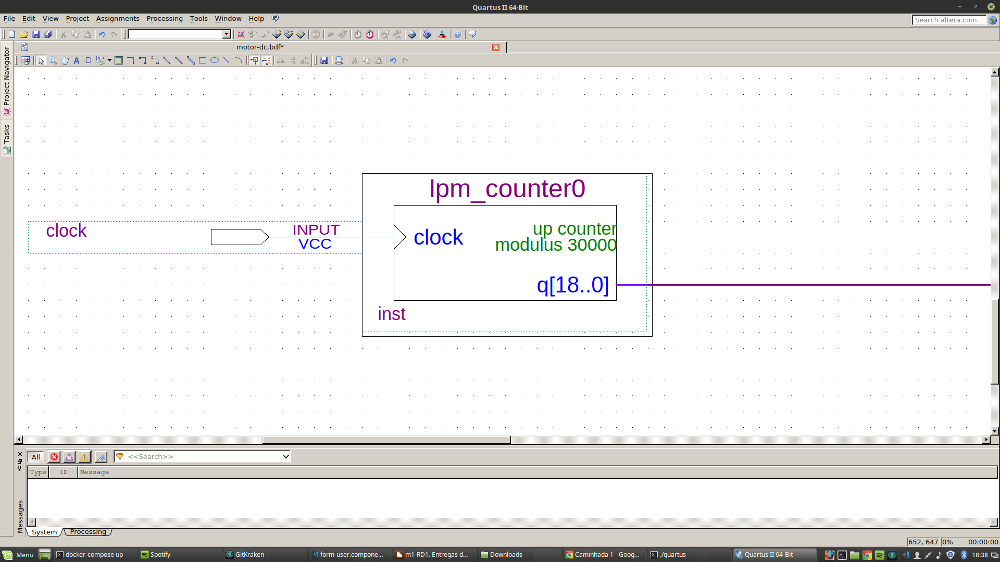 Quartus II 64-Bit
File Edit View Project Assignments Processing Tools Window Help
Search altera.com
motor-dc.bdf*
Project Navigator
Tasks
lpm_counter0
clock
INPUT
VCC
clock
up counter
modulus 30000
q[18..0]
inst
All
<<Search>>
Type ID Message
Messages
System Processing
652, 647 0% 00:00:00
Menu docker-compose up Spotify GitKraken form-user.compone... m1-RD1. Entregas d... Downloads Caminhada 1 - Goog... ./quartus Quartus II 64-Bit 18:38